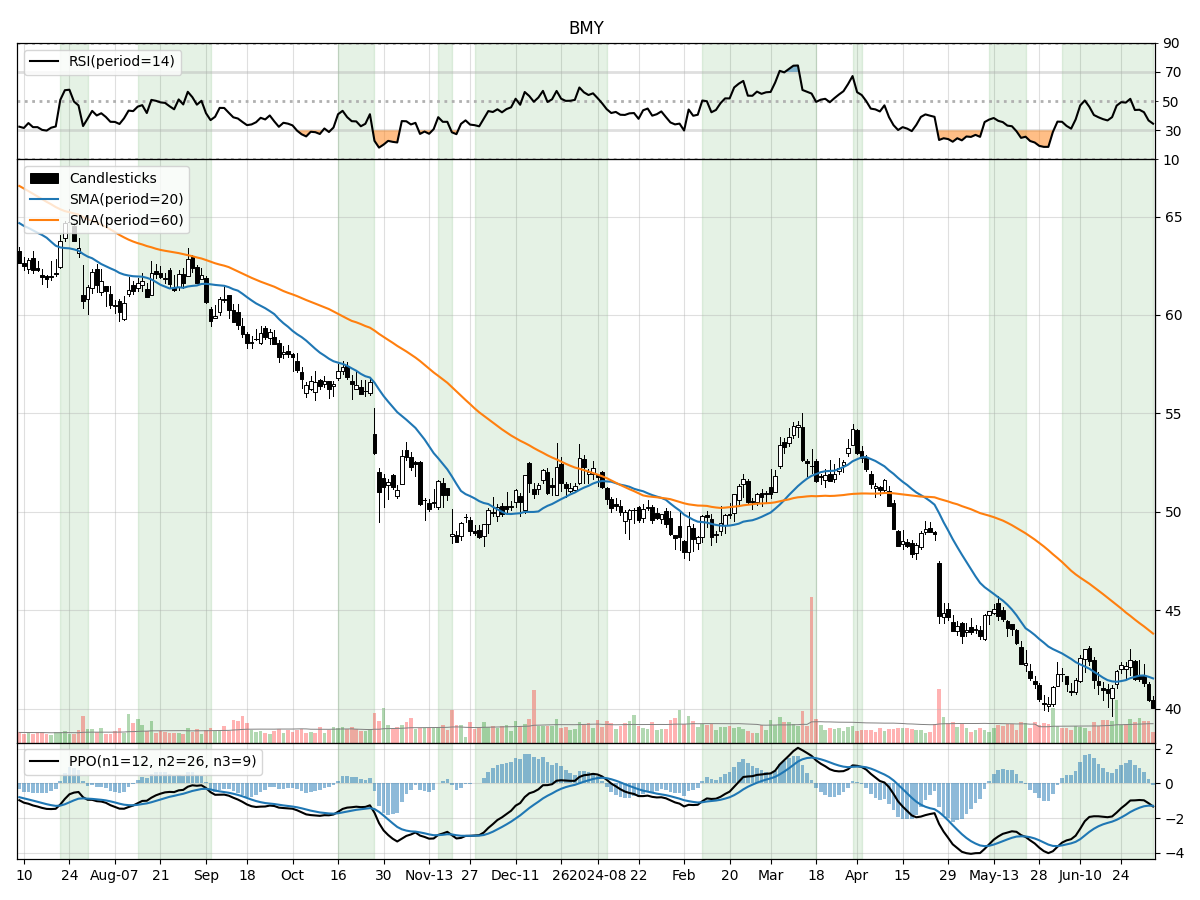 BMY
RSI(period=14)
90
70
50
30
10
Candlesticks
SMA(period=20)
SMA(period=60)
65
60
55
50
45
40
PPO(n1=12, n2=26, n3=9)
2
0
−2
−4
10 24 Aug-07 21 Sep 18 Oct 16 30 Nov-13 27 Dec-11 26 2024-08 22 Feb 20 Mar 18 Apr 15 29 May-13 28 Jun-10 24